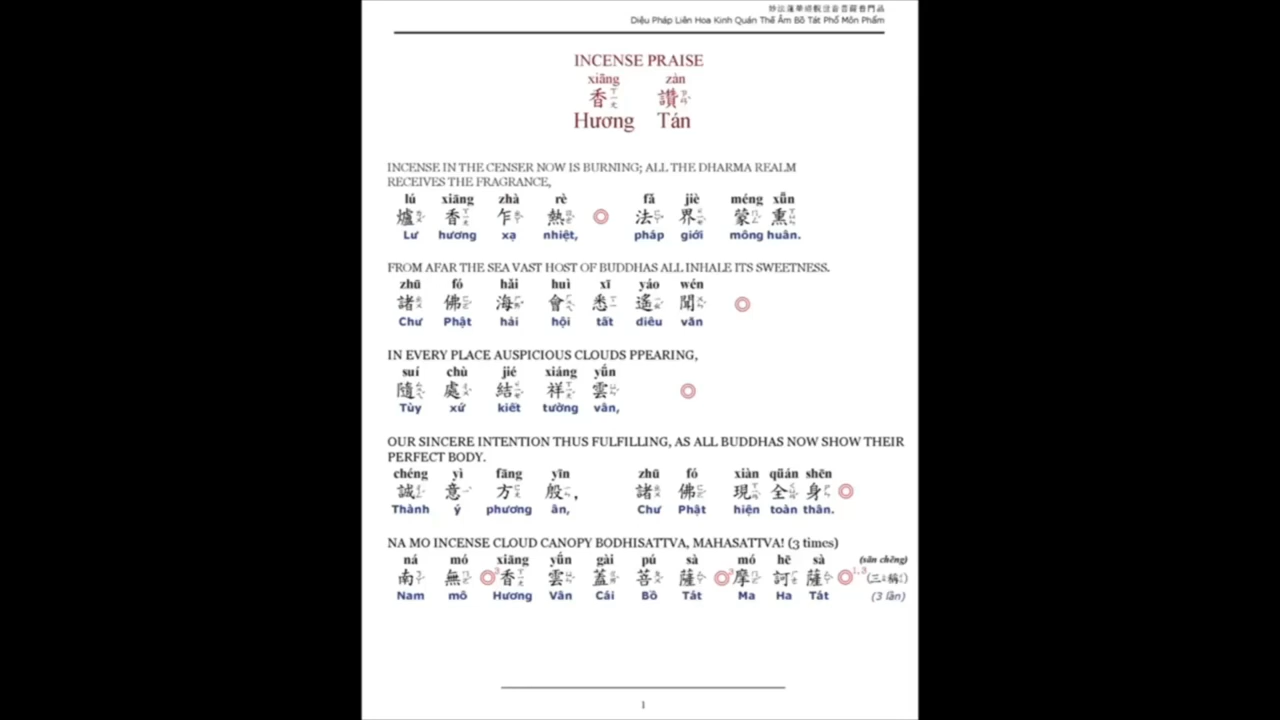 妙法蓮華經觀世音菩薩普門品
Diệu Pháp Liên Hoa Kinh Quán Thế Âm Bồ Tát Phổ Môn Phẩm
INCENSE PRAISE
xiāng zàn
香 讚
Hương Tán
INCENSE IN THE CENSER NOW IS BURNING; ALL THE DHARMA REALM
RECEIVES THE FRAGRANCE,
lú xiāng zhà rè fǎ jiè méng xǖn
爐 香 乍 熱 法 界 蒙 熏
Lư hương xạ nhiệt, pháp giới mông huân.
FROM AFAR THE SEA VAST HOST OF BUDDHAS ALL INHALE ITS SWEETNESS.
zhū fó hǎi huì xī yáo wén
諸 佛 海 會 悉 遙 聞
Chư Phật hải hội tất diêu văn
IN EVERY PLACE AUSPICIOUS CLOUDS PPEARING,
suí chù jié xiáng yǘn
隨 處 結 祥 雲
Tùy xứ kiết tường vân,
OUR SINCERE INTENTION THUS FULFILLING, AS ALL BUDDHAS NOW SHOW THEIR
PERFECT BODY.
chéng yì fāng yīn zhū fó xiàn qüán shēn
誠 意 方 殷 , 諸 佛 現 全 身
Thành ý phương ân, Chư Phật hiện toàn thân.
NA MO INCENSE CLOUD CANOPY BODHISATTVA, MAHASATTVA! (3 times)
ná mó xiāng yǘn gài pú sà mó hē sà (sān chēng)
南 無 3 香 雲 蓋 菩 薩 3 摩 訶 薩 1, 3 (三 稱)
Nam mô Hương Vân Cái Bồ Tát Ma Ha Tát (3 lần)
1